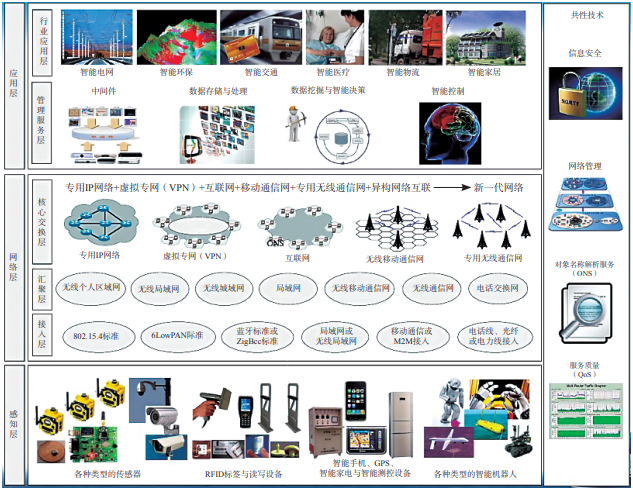 应用层
行业应用层
智能电网
智能环保
智能交通
智能医疗
智能物流
智能家居
管理服务层
中间件
数据存储与处理
数据挖掘与智能决策
智能控制
网络层
核心交换层
专用IP网络+虚拟专网（VPN）+互联网+移动通信网+专用无线通信网+异构网络互联
新一代网络
ONS
专用IP网络
虚拟专网（VPN）
互联网
无线移动通信网
专用无线通信网
汇聚层
无线个人区域网
无线局域网
无线城域网
局域网
无线移动通信网
无线通信网
电话交换网
接入层
802.15.4标准
6LowPAN际准
蓝牙标准或
ZigBcc标准
局域网或
无线局域网
移动通信或
M2M接入
电话线、光纤
或电力线接入
感知层
各种类型的传感器
RFID标签与读写设备
智能手机、GPS、
智能家电与智能测控设备
各种类型的智能机器人
共性技术
信息安全
网络管理
对象名称解析服务
（ONS）
服务质量
（QoS）